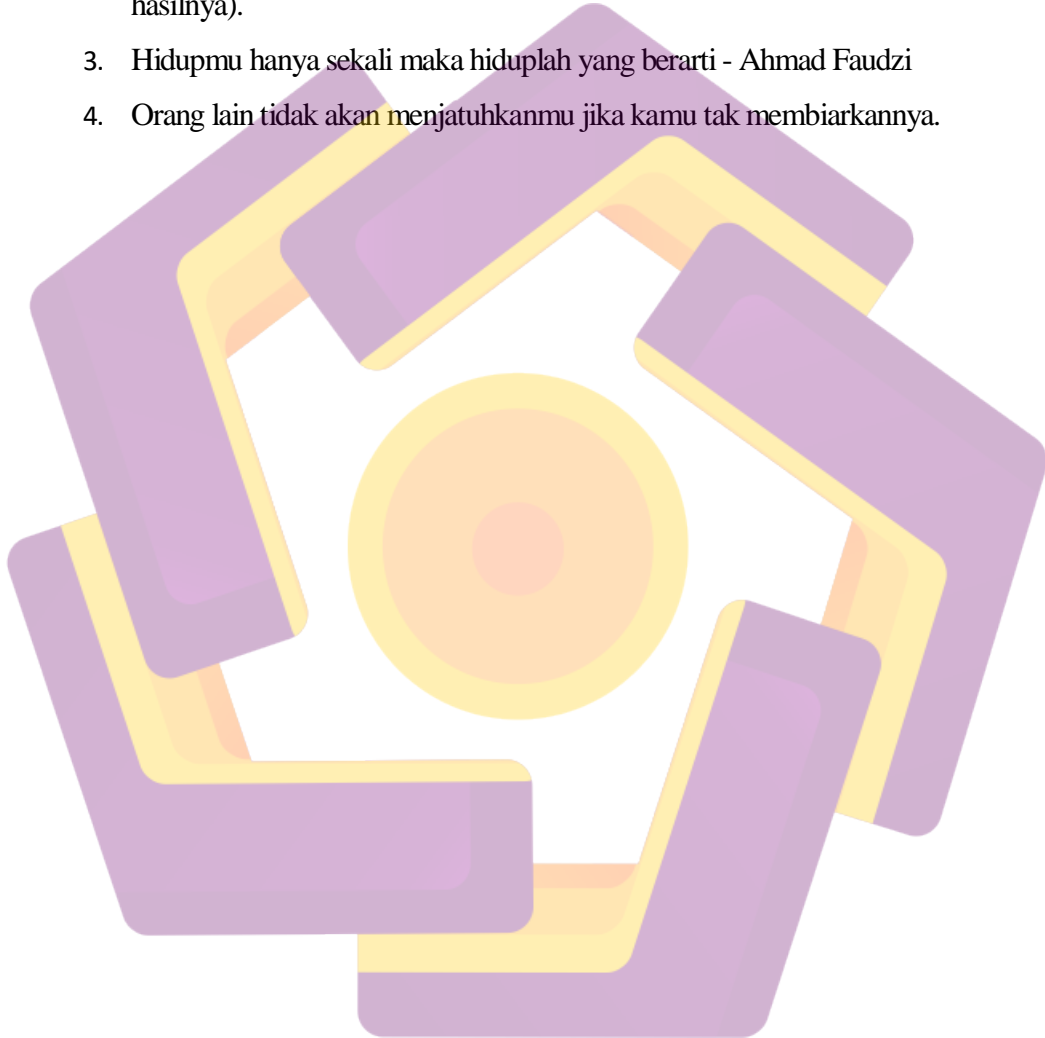 hasilnya).
3. Hidupmu hanya sekali maka hiduplah yang berarti - Ahmad Faudzi
4. Orang lain tidak akan menjatuhkanmu jika kamu tak membiarkannya.